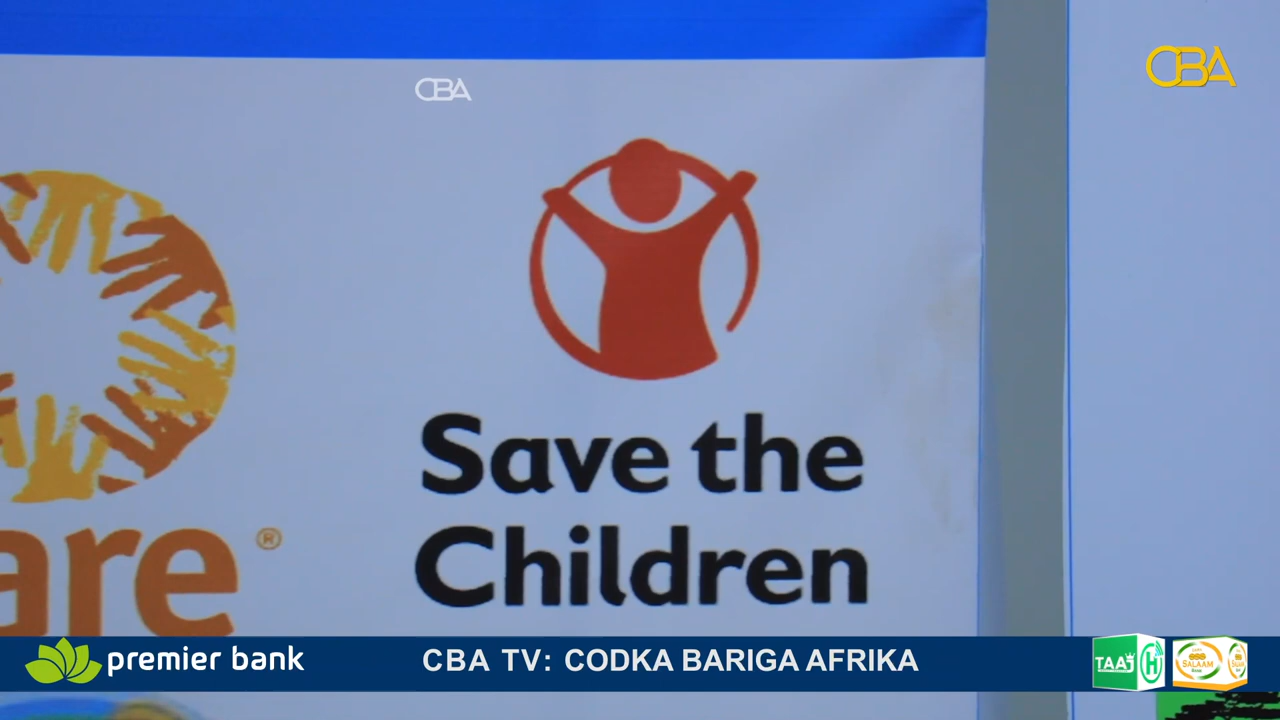 CBA
CBA
Save the
Children
are®
premier bank
CBA TV: CODKA BARIGA AFRIKA
TAAJ
SALAAM